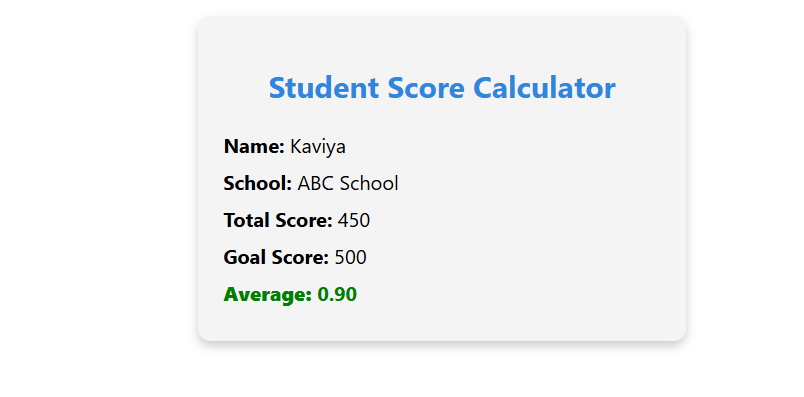 Student Score Calculator
Name: Kaviya
School: ABC School
Total Score: 450
Goal Score: 500
Average: 0.90